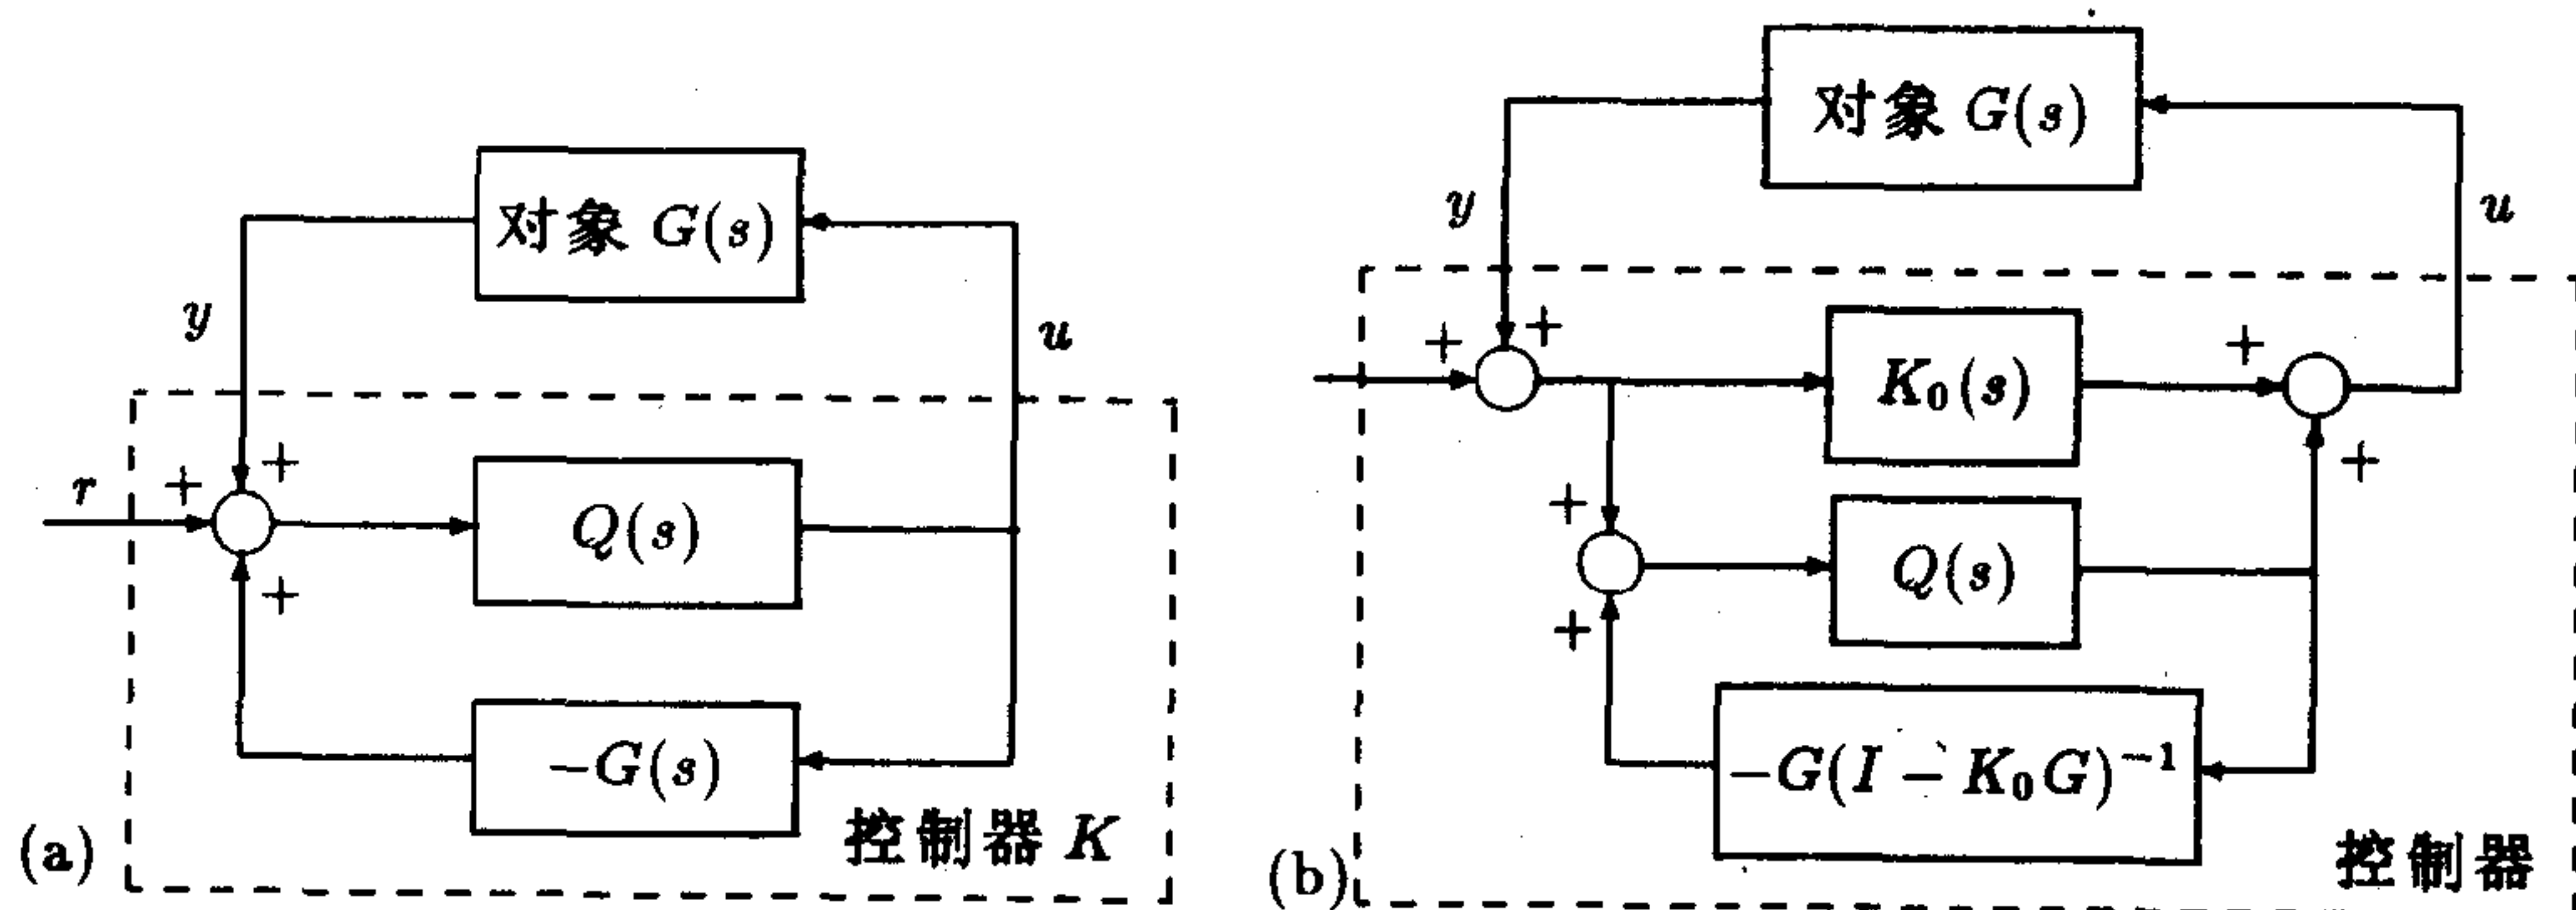 对象 G(s)
y
u
r
+
+
Q(s)
+
-G(s)
控制器 K
(a)
对象 G(s)
y
u
+
+
K₀(s)
+
+
+
Q(s)
+
-G(I - K₀G)⁻¹
控制器
(b)